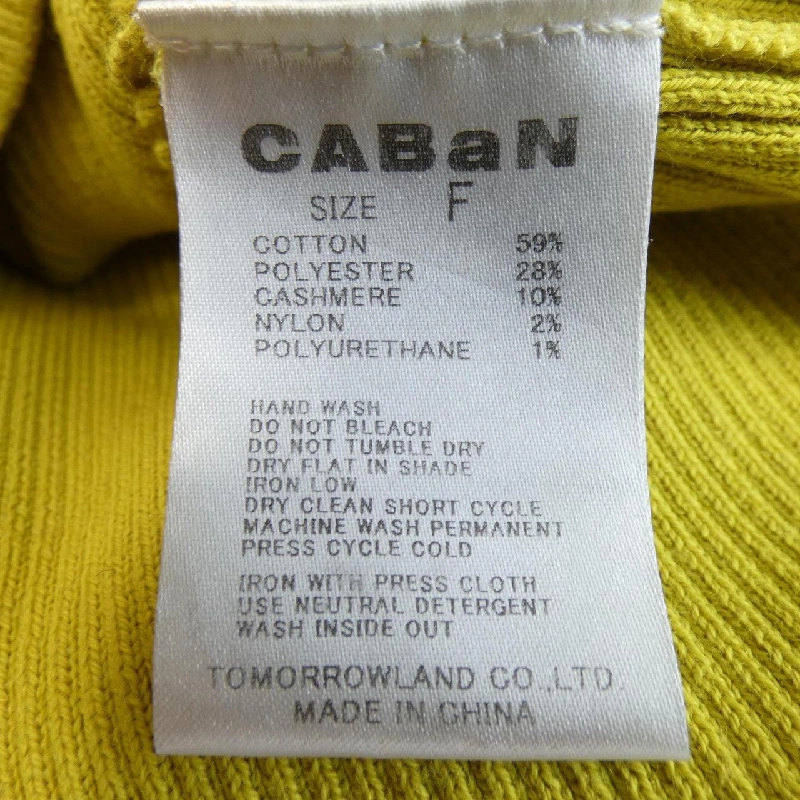 CABaN
SIZE F
COTTON 59%
POLYESTER 28%
CASHMERE 10%
NYLON 2%
POLYURETHANE 1%
HAND WASH
DO NOT BLEACH
DO NOT TUMBLE DRY
DRY FLAT IN SHADE
IRON LOW
DRY CLEAN SHORT CYCLE
MACHINE WASH PERMANENT
PRESS CYCLE COLD
IRON WITH PRESS CLOTH
USE NEUTRAL DETERGENT
WASH INSIDE OUT
TOMORROWLAND CO.,LTD.
MADE IN CHINA